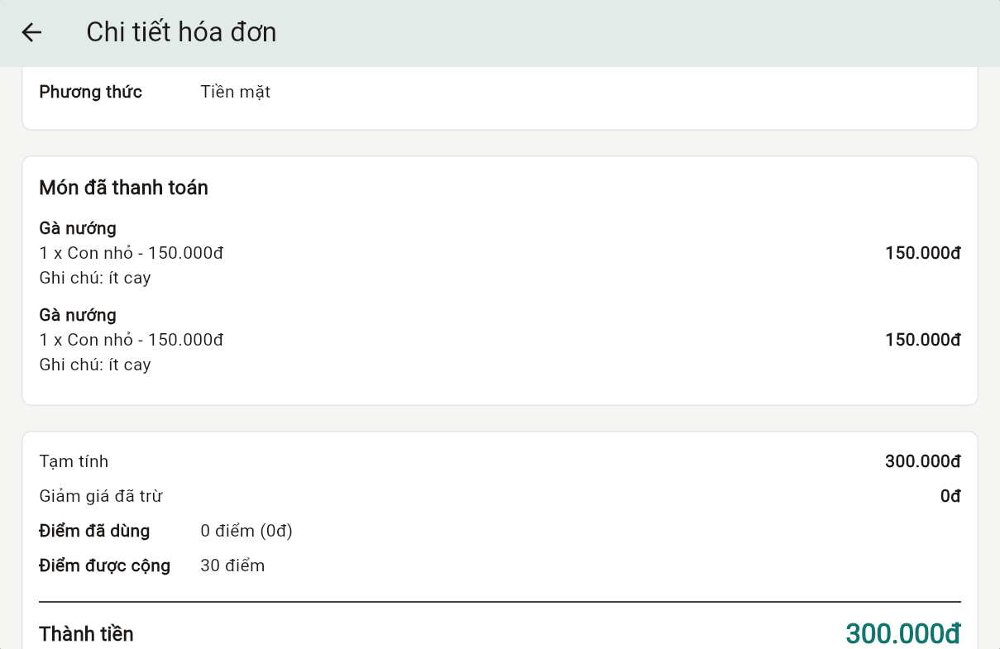 Chi tiết hóa đơn
Phương thức Tiền mặt
Món đã thanh toán
Gà nướng
1 x Con nhỏ - 150.000đ 150.000đ
Ghi chú: ít cay
Gà nướng
1 x Con nhỏ - 150.000đ 150.000đ
Ghi chú: ít cay
Tạm tính 300.000đ
Giảm giá đã trừ 0đ
Điểm đã dùng 0 điểm (0đ)
Điểm được cộng 30 điểm
Thành tiền 300.000đ